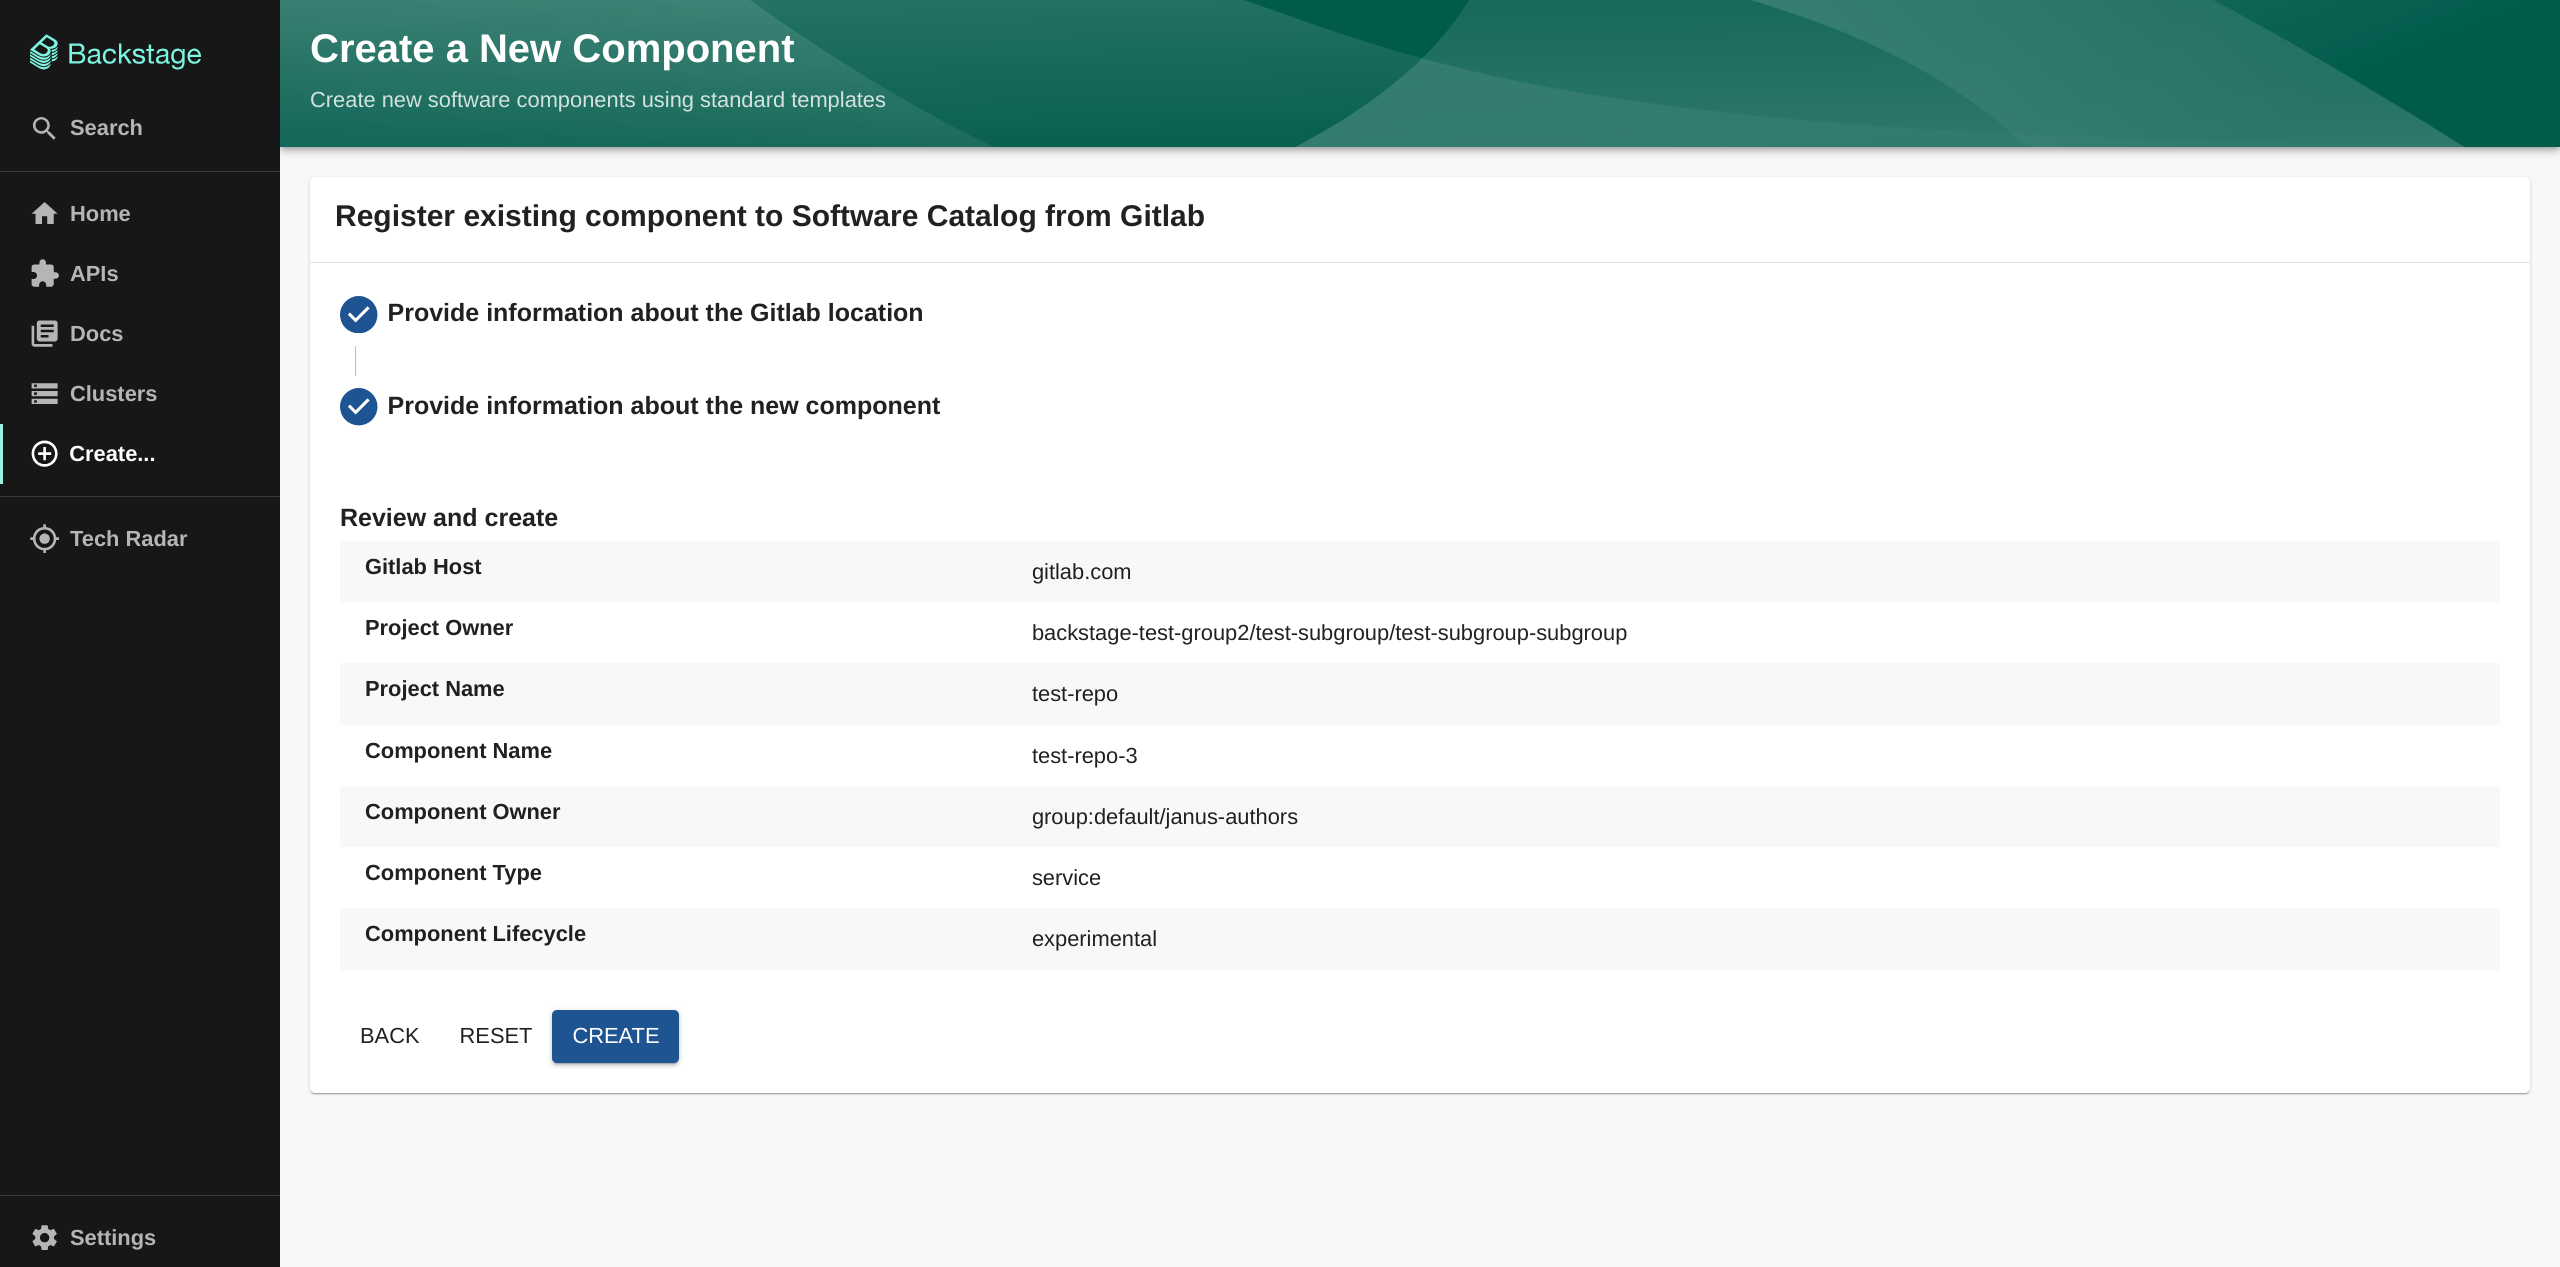 Backstage
Search
Home
APIs
Docs
Clusters
Create...
Tech Radar
Settings
Create a New Component
Create new software components using standard templates
Register existing component to Software Catalog from Gitlab
Provide information about the Gitlab location
Provide information about the new component
Review and create
Gitlab Host gitlab.com
Project Owner backstage-test-group2/test-subgroup/test-subgroup-subgroup
Project Name test-repo
Component Name test-repo-3
Component Owner group:default/janus-authors
Component Type service
Component Lifecycle experimental
BACK RESET CREATE